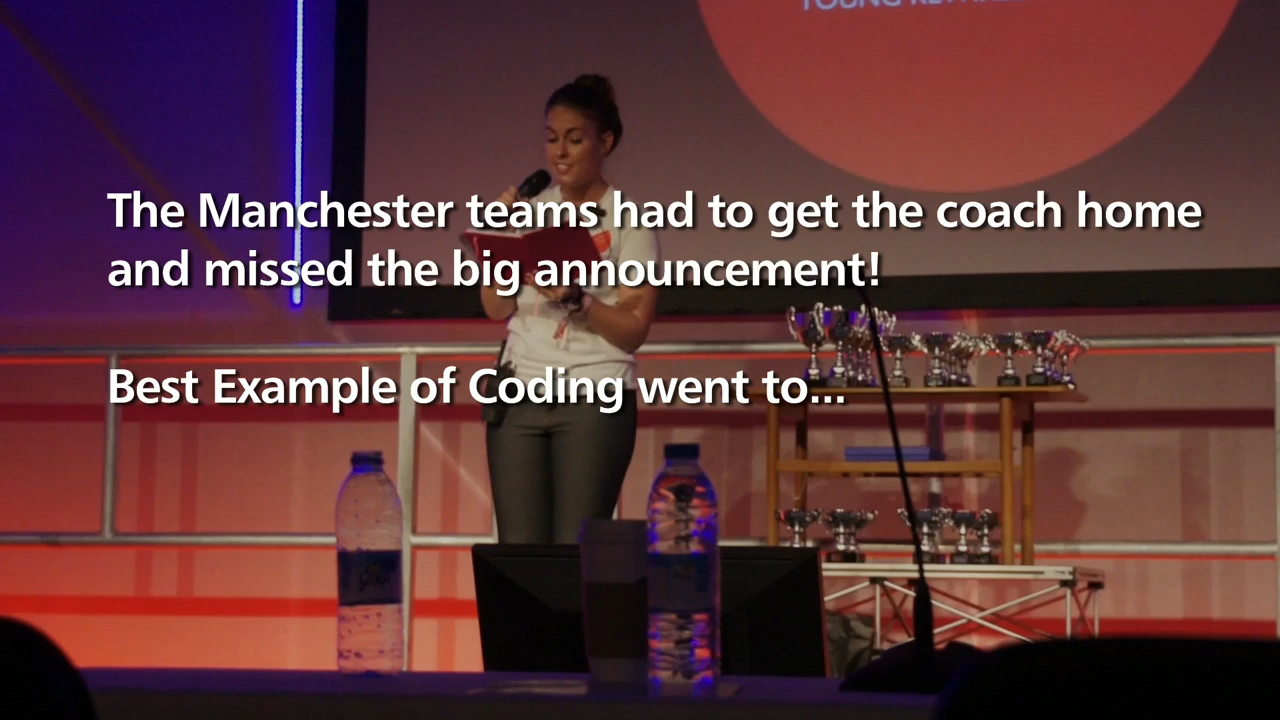 YOUNG
The Manchester teams had to get the coach home
and missed the big announcement!
Best Example of Coding went to...